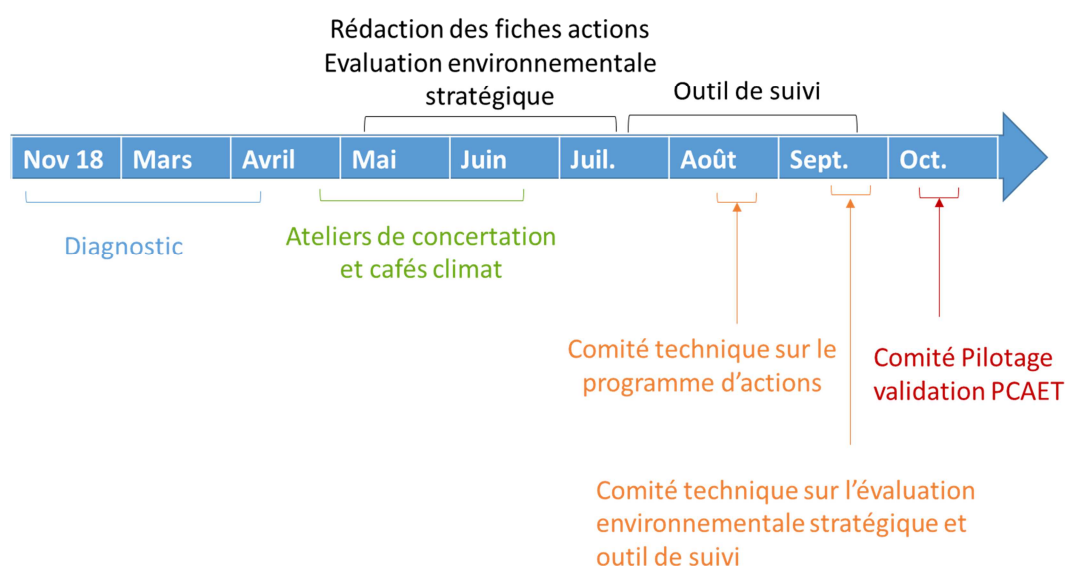 Rédaction des fiches actions
Evaluation environnementale
stratégique
Outil de suivi
Nov 18 Mars Avril Mai Juin Juil. Août Sept. Oct.
Diagnostic
Ateliers de concertation
et cafés climat
Comité technique sur le
programme d’actions
Comité Pilotage
validation PCAET
Comité technique sur l’évaluation
environnementale stratégique et
outil de suivi